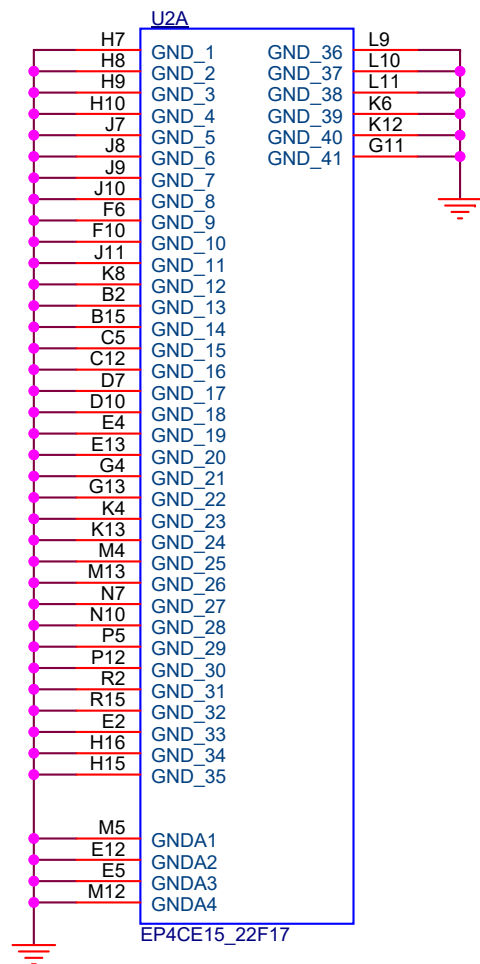 U2A
H7 GND_1 GND_36 L9
H8 GND_2 GND_37 L10
H9 GND_3 GND_38 L11
H10 GND_4 GND_39 K6
J7 GND_5 GND_40 K12
J8 GND_6 GND_41 G11
J9 GND_7
J10 GND_8
F6 GND_9
F10 GND_10
J11 GND_11
K8 GND_12
B2 GND_13
B15 GND_14
C5 GND_15
C12 GND_16
D7 GND_17
D10 GND_18
E4 GND_19
E13 GND_20
G4 GND_21
G13 GND_22
K4 GND_23
K13 GND_24
M4 GND_25
M13 GND_26
N7 GND_27
N10 GND_28
P5 GND_29
P12 GND_30
R2 GND_31
R15 GND_32
E2 GND_33
H16 GND_34
H15 GND_35
M5 GNDA1
E12 GNDA2
E5 GNDA3
M12 GNDA4
EP4CE15_22F17